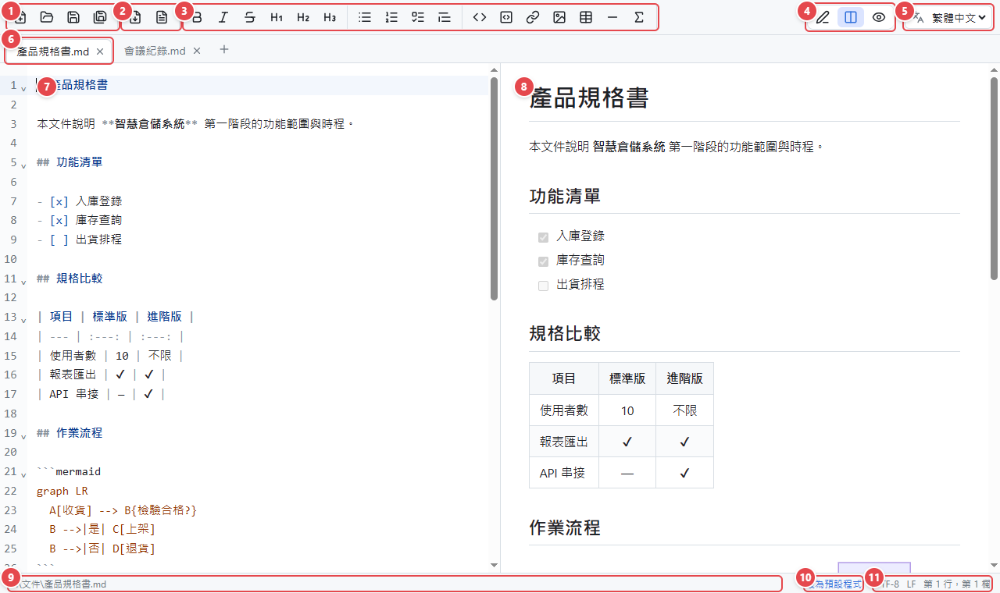 1 2 3 B I S H1 H2 H3 Σ 4 5 繁體中文
6 產品規格書.md × 會議紀錄.md × +
1 7 產品規格書
2
3 本文件說明 **智慧倉儲系統** 第一階段的功能範圍與時程。
4
5 ## 功能清單
6
7 - [x] 入庫登錄
8 - [x] 庫存查詢
9 - [ ] 出貨排程
10
11 ## 規格比較
12
13 | 項目 | 標準版 | 進階版 |
14 | --- | :---: | :---: |
15 | 使用者數 | 10 | 不限 |
16 | 報表匯出 | ✓ | ✓ |
17 | API 串接 | — | ✓ |
18
19 ## 作業流程
20
21 ```mermaid
22 graph LR
23 A[收貨] --> B{檢驗合格?}
24 B -->|是| C[上架]
25 B -->|否| D[退貨]
26 ```
8 產品規格書
本文件說明 智慧倉儲系統 第一階段的功能範圍與時程。
功能清單
入庫登錄
庫存查詢
出貨排程
規格比較
項目 標準版 進階版
使用者數 10 不限
報表匯出 ✓ ✓
API 串接 — ✓
作業流程
9 \文件\產品規格書.md 10 為預設程式 11 TF-8 LF 第 1 行，第 1 欄